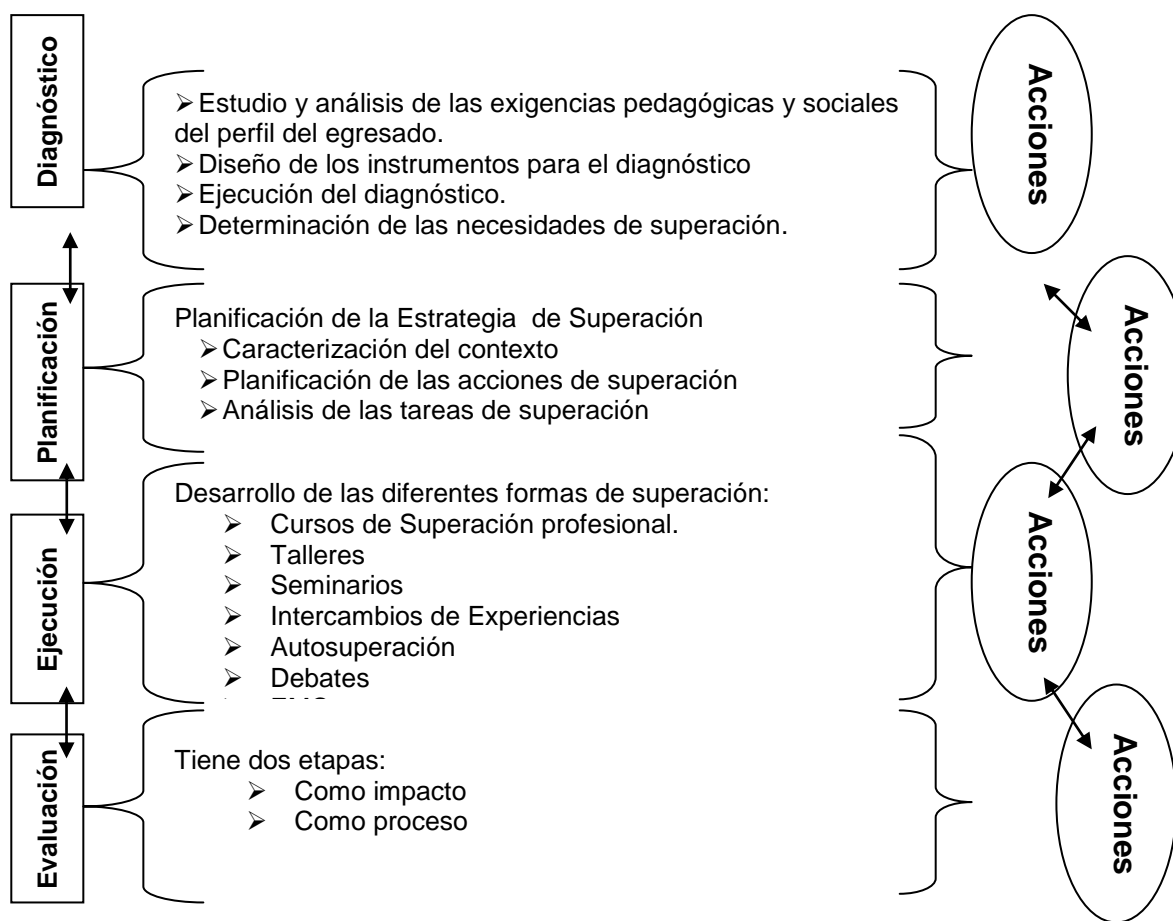 Diagnóstico
➢ Estudio y análisis de las exigencias pedagógicas y sociales
del perfil del egresado.
➢ Diseño de los instrumentos para el diagnóstico
➢ Ejecución del diagnóstico.
➢ Determinación de las necesidades de superación.
Acciones
Planificación
Planificación de la Estrategia de Superación
➢ Caracterización del contexto
➢ Planificación de las acciones de superación
➢ Análisis de las tareas de superación
Acciones
Ejecución
Desarrollo de las diferentes formas de superación:
➢ Cursos de Superación profesional.
➢ Talleres
➢ Seminarios
➢ Intercambios de Experiencias
➢ Autosuperación
➢ Debates
Acciones
Evaluación
Tiene dos etapas:
➢ Como impacto
➢ Como proceso
Acciones